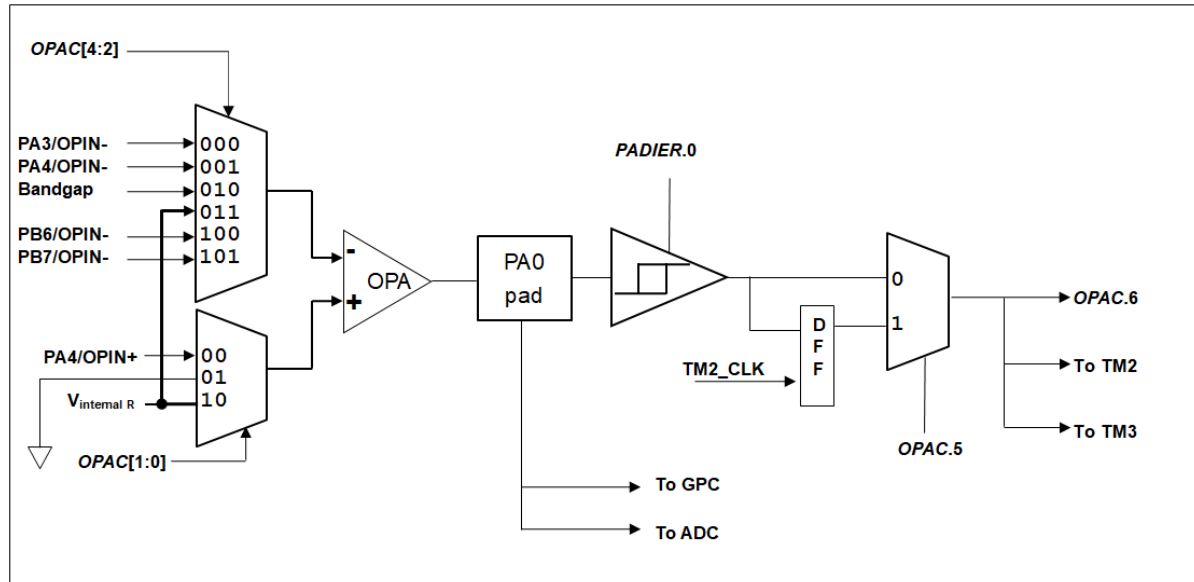 OPAC[4:2]
PA3/OPIN-
PA4/OPIN-
Bandgap
PB6/OPIN-
PB7/OPIN-
000
001
010
011
100
101
-
+
OPA
PA4/OPIN+
V internal R
00
01
10
OPAC[1:0]
PA0
pad
PADIER.0
D
F
F
TM2_CLK
0
1
OPAC.5
OPAC.6
To TM2
To TM3
To GPC
To ADC